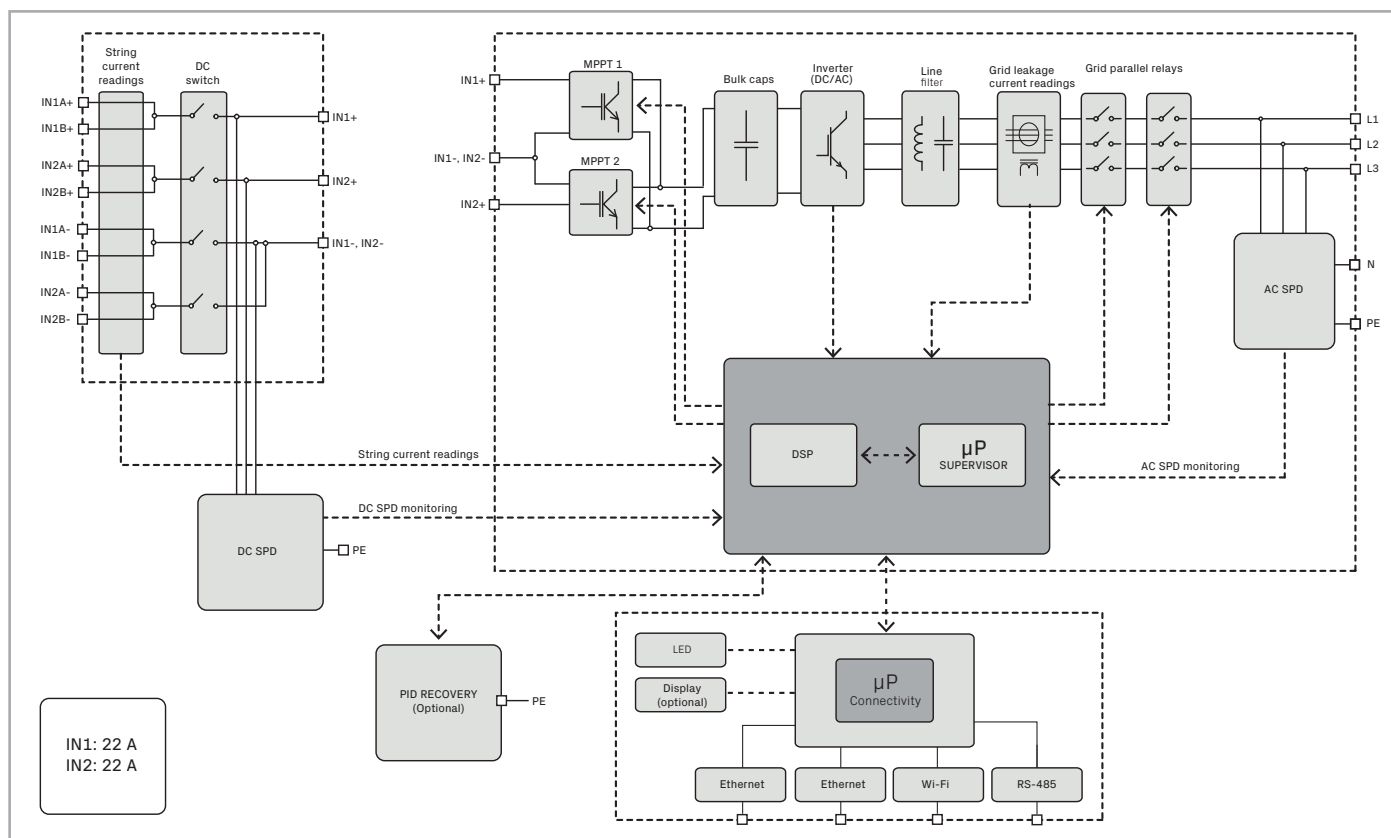 String
current
readings
DC
switch
IN1A+
IN1B+
IN2A+
IN2B+
IN1A-
IN1B-
IN2A-
IN2B-
IN1+
IN2+
IN1-, IN2-
IN1+
IN1-, IN2-
IN2+
MPPT 1
MPPT 2
Bulk caps
Inverter
(DC/AC)
Line
filter
Grid leakage
current readings
Grid parallel relays
L1
L2
L3
N
PE
AC SPD
DSP
µP
SUPERVISOR
String current readings
AC SPD monitoring
DC SPD monitoring
DC SPD
PE
PID RECOVERY
(Optional)
PE
LED
Display
(optional)
µP
Connectivity
Ethernet
Ethernet
Wi-Fi
RS-485
IN1: 22 A
IN2: 22 A